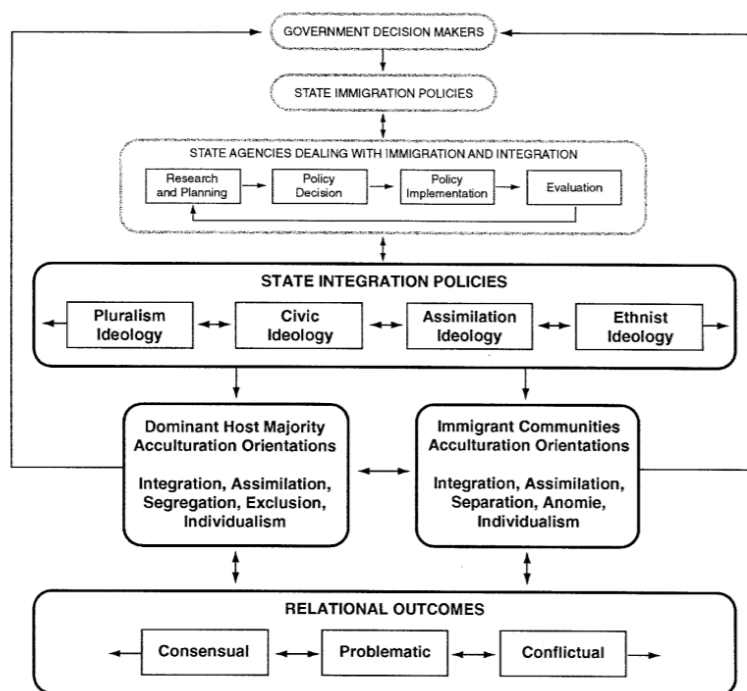 GOVERNMENT DECISION MAKERS
STATE IMMIGRATION POLICIES
STATE AGENCIES DEALING WITH IMMIGRATION AND INTEGRATION
Research
and Planning
Policy
Decision
Policy
Implementation
Evaluation
STATE INTEGRATION POLICIES
Pluralism
Ideology
Civic
Ideology
Assimilation
Ideology
Ethnist
Ideology
Dominant Host Majority
Acculturation Orientations
Integration, Assimilation,
Segregation, Exclusion,
Individualism
Immigrant Communities
Acculturation Orientations
Integration, Assimilation,
Separation, Anomie,
Individualism
RELATIONAL OUTCOMES
Consensual
Problematic
Conflictual